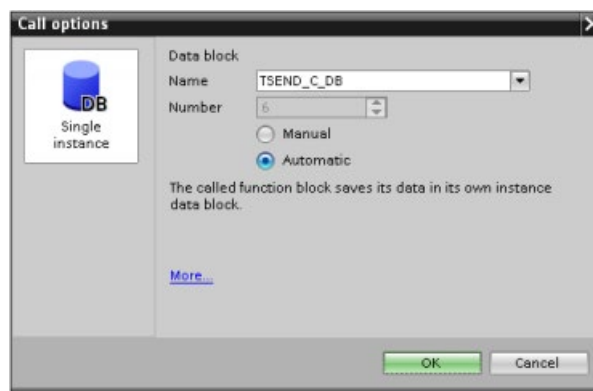 Call options
DB
Single
instance
Data block
Name TSEND_C_DB
Number 6
Manual
Automatic
The called function block saves its data in its own instance
data block.
More...
OK Cancel